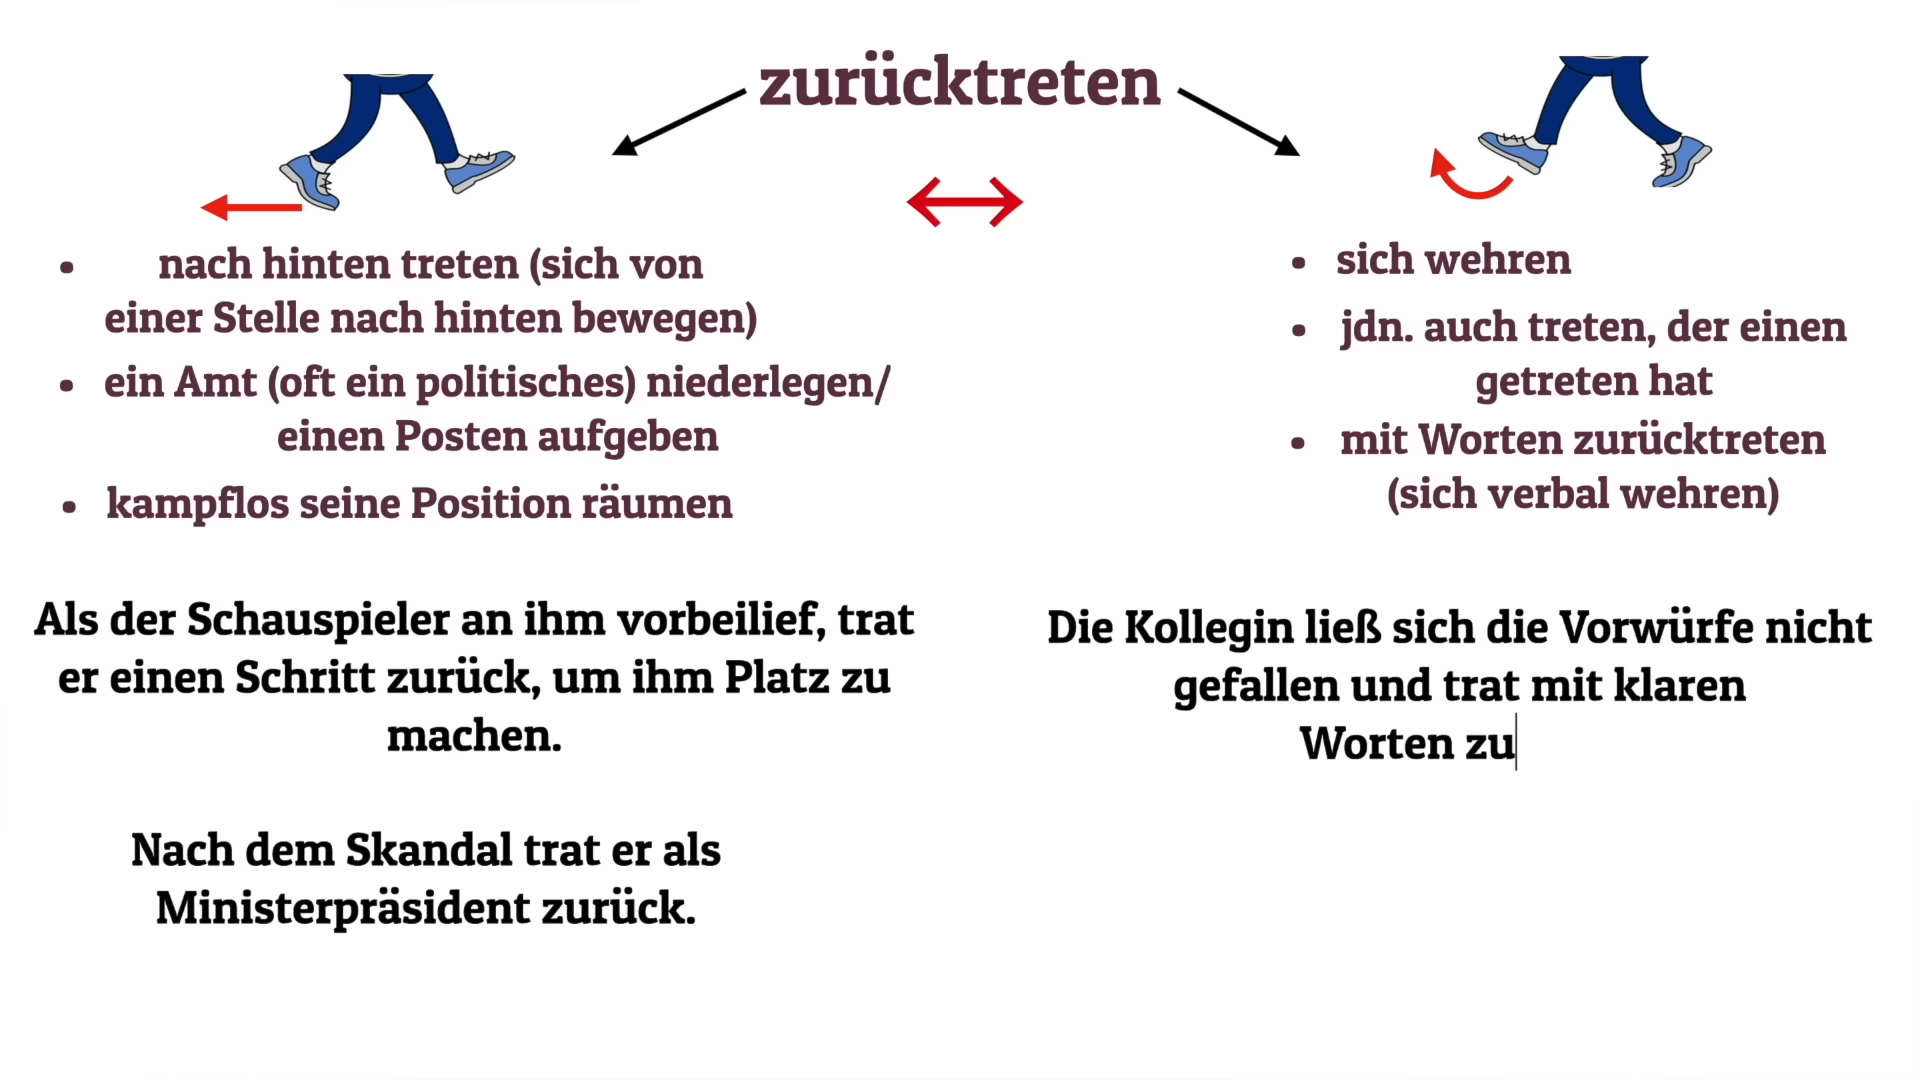 zurücktreten
• nach hinten treten (sich von
einer Stelle nach hinten bewegen)
• ein Amt (oft ein politisches) niederlegen/
einen Posten aufgeben
• kampflos seine Position räumen
Als der Schauspieler an ihm vorbeilief, trat
er einen Schritt zurück, um ihm Platz zu
machen.
Nach dem Skandal trat er als
Ministerpräsident zurück.
• sich wehren
• jdn. auch treten, der einen
getreten hat
• mit Worten zurücktreten
(sich verbal wehren)
Die Kollegin ließ sich die Vorwürfe nicht
gefallen und trat mit klaren
Worten zu